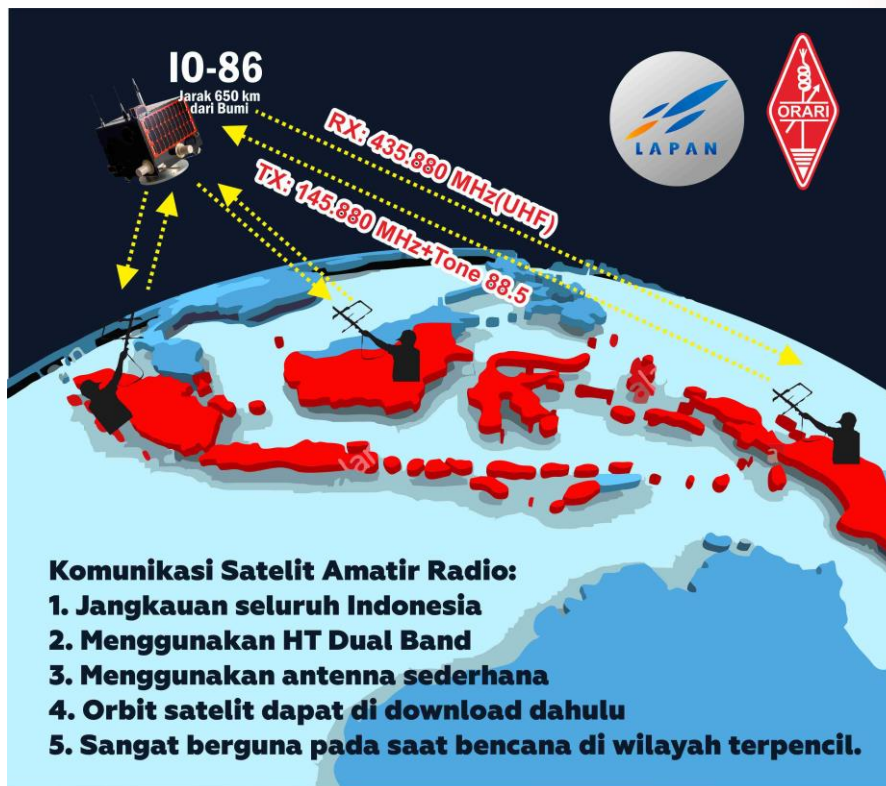 IO-86
Jarak 650 km
dari Bumi
RX: 435.880 MHz(UHF)
TX: 145.880 MHz+Tone 88.5
LAPAN
ORARI
Komunikasi Satelit Amatir Radio:
1. Jangkauan seluruh Indonesia
2. Menggunakan HT Dual Band
3. Menggunakan antenna sederhana
4. Orbit satelit dapat di download dahulu
5. Sangat berguna pada saat bencana di wilayah terpencil.